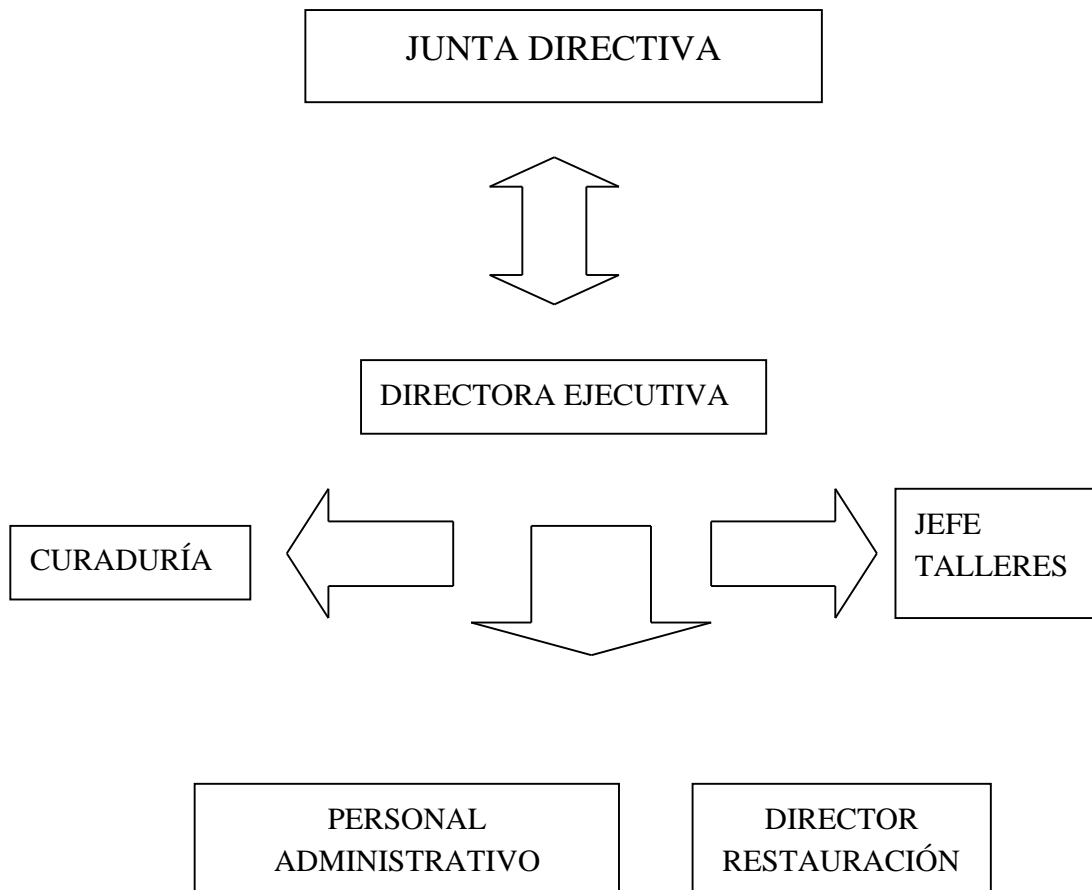 JUNTA DIRECTIVA
DIRECTORA EJECUTIVA
CURADURÍA
JEFE
TALLERES
PERSONAL
ADMINISTRATIVO
DIRECTOR
RESTAURACIÓN